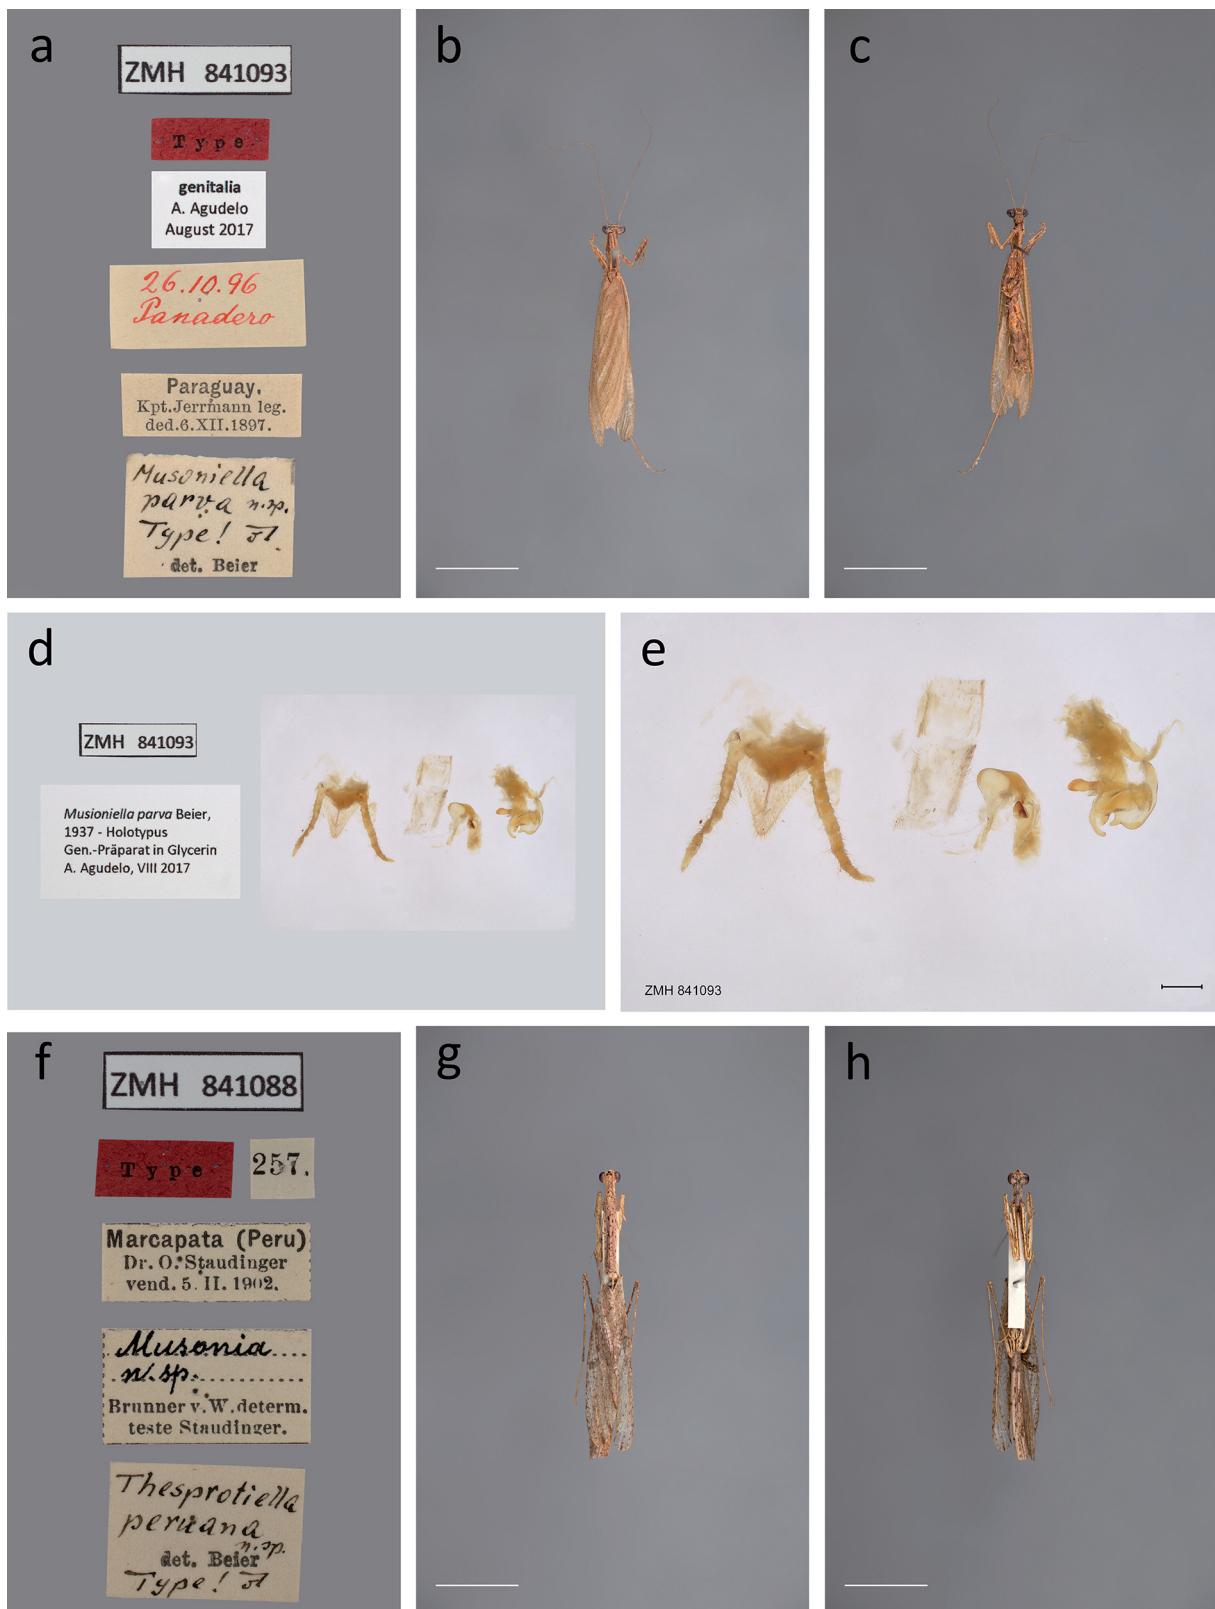 a
ZMH 841093
Type
genitalia
A. Agudelo
August 2017
26.10.96
Panadero
Paraguay.
Kpt.Jerrmann leg.
ded.6.XII.1897.
Musoniella
parva n.sp.
Type!
det. Beier
b
c
d
ZMH 841093
Musioniella parva Beier,
1937 - Holotypus
Gen.-Präparat in Glycerin
A. Agudelo, VIII 2017
e
ZMH 841093
f
ZMH 841088
Type 257.
Marcapata (Peru)
Dr. O. Staudinger
vend. 5. II. 1902.
Musonia
n. sp.
Brunner v. W. determ.
teste Staudinger.
Thesprotiella
peruana
n.sp.
det. Beier
Type!
g
h